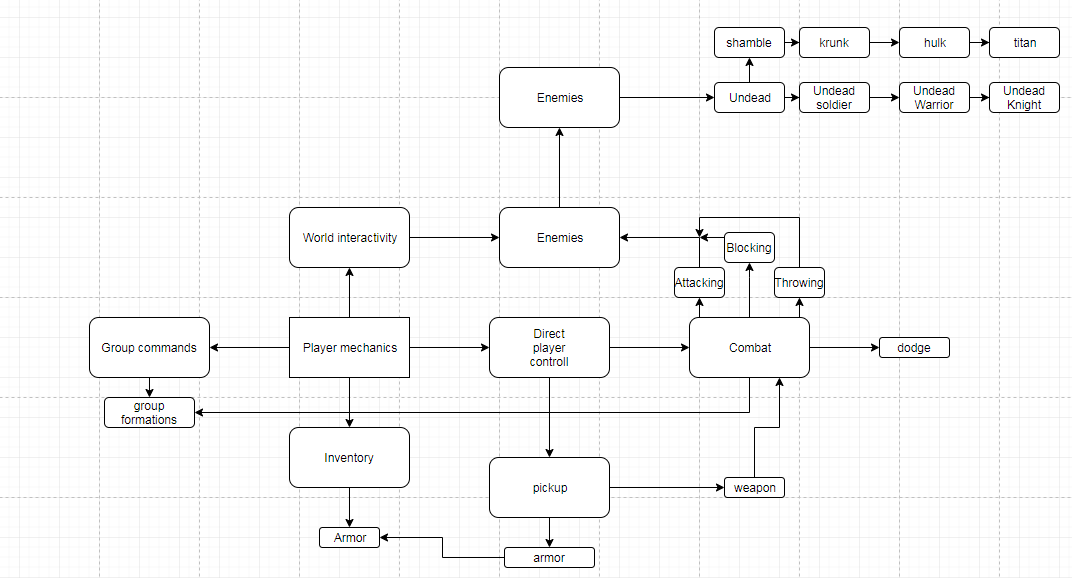 shamble
krunk
hulk
titan
Enemies
Undead
Undead
soldier
Undead
Warrior
Undead
Knight
World interactivity
Enemies
Blocking
Attacking
Throwing
Group commands
Player mechanics
Direct
player
controll
Combat
dodge
group
formations
Inventory
pickup
weapon
Armor
armor